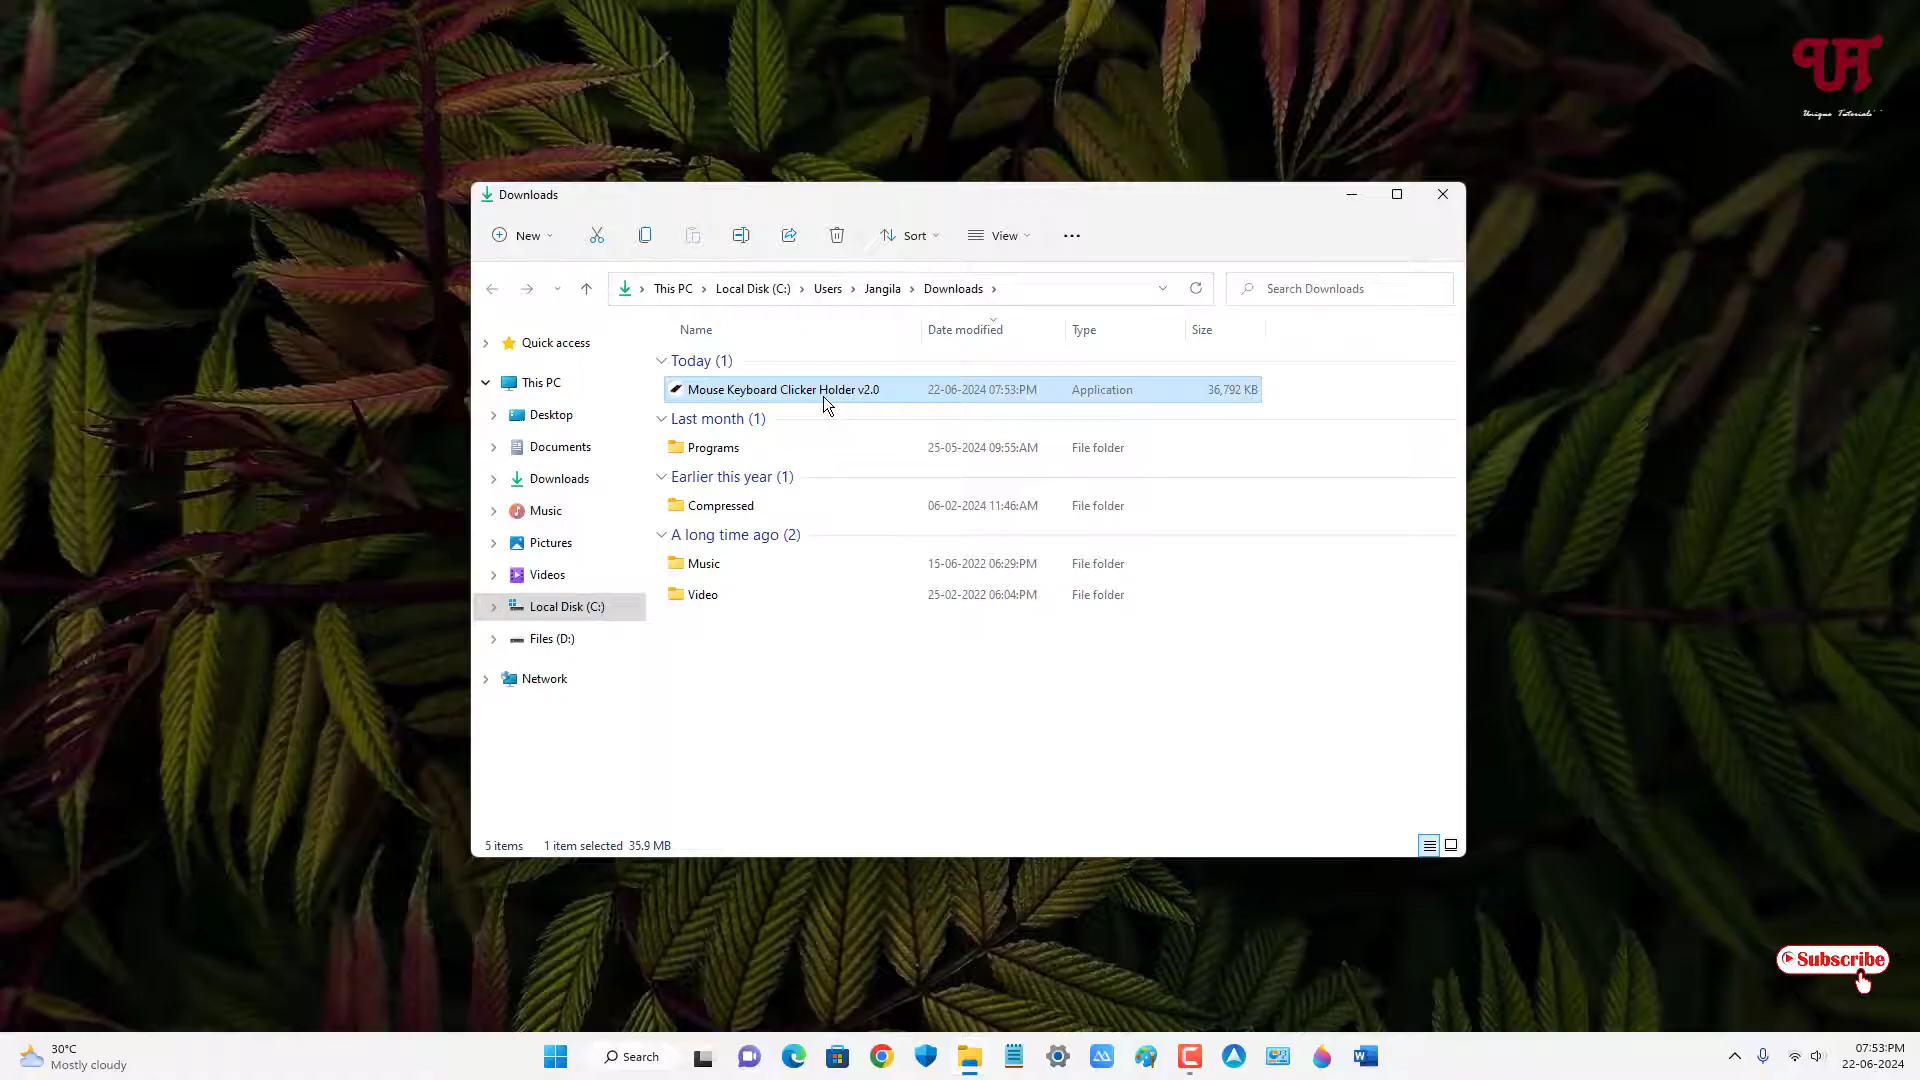 UT
Unique Tutorials
Downloads
New
Sort
View
This PC
Local Disk (C:)
Users
Jangila
Downloads
Search Downloads
Name
Date modified
Type
Size
Quick access
This PC
Desktop
Documents
Downloads
Music
Pictures
Videos
Local Disk (C:)
Files (D:)
Network
Today (1)
Mouse Keyboard Clicker Holder v2.0 22-06-2024 07:53:PM Application 36,792 KB
Last month (1)
Programs 25-05-2024 09:55:AM File folder
Earlier this year (1)
Compressed 06-02-2024 11:46:AM File folder
A long time ago (2)
Music 15-06-2022 06:29:PM File folder
Video 25-02-2022 06:04:PM File folder
5 items 1 item selected 35.9 MB
Subscribe
30°C
Mostly cloudy
Search
07:53:PM
22-06-2024